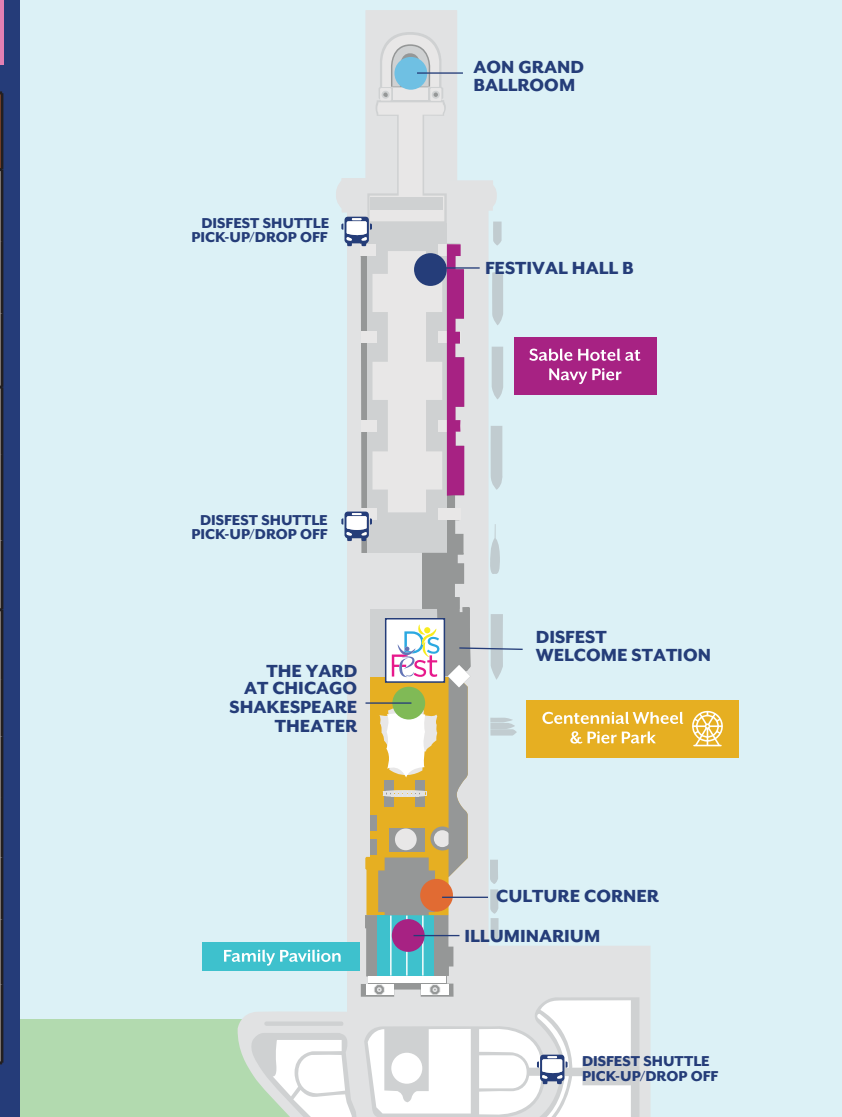 AON GRAND
BALLROOM
DISFEST SHUTTLE
PICK-UP/DROP OFF
FESTIVAL HALL B
Sable Hotel at
Navy Pier
DISFEST SHUTTLE
PICK-UP/DROP OFF
Dis
Fest
DISFEST
WELCOME STATION
THE YARD
AT CHICAGO
SHAKESPEARE
THEATER
Centennial Wheel
& Pier Park
CULTURE CORNER
ILLUMINARIUM
Family Pavilion
DISFEST SHUTTLE
PICK-UP/DROP OFF